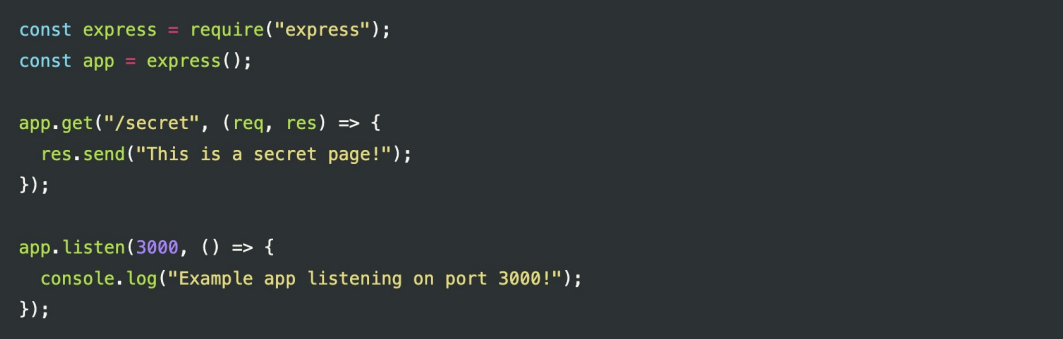 const express = require("express");
const app = express();

app.get("/secret", (req, res) => {
  res.send("This is a secret page!");
});

app.listen(3000, () => {
  console.log("Example app listening on port 3000!");
});